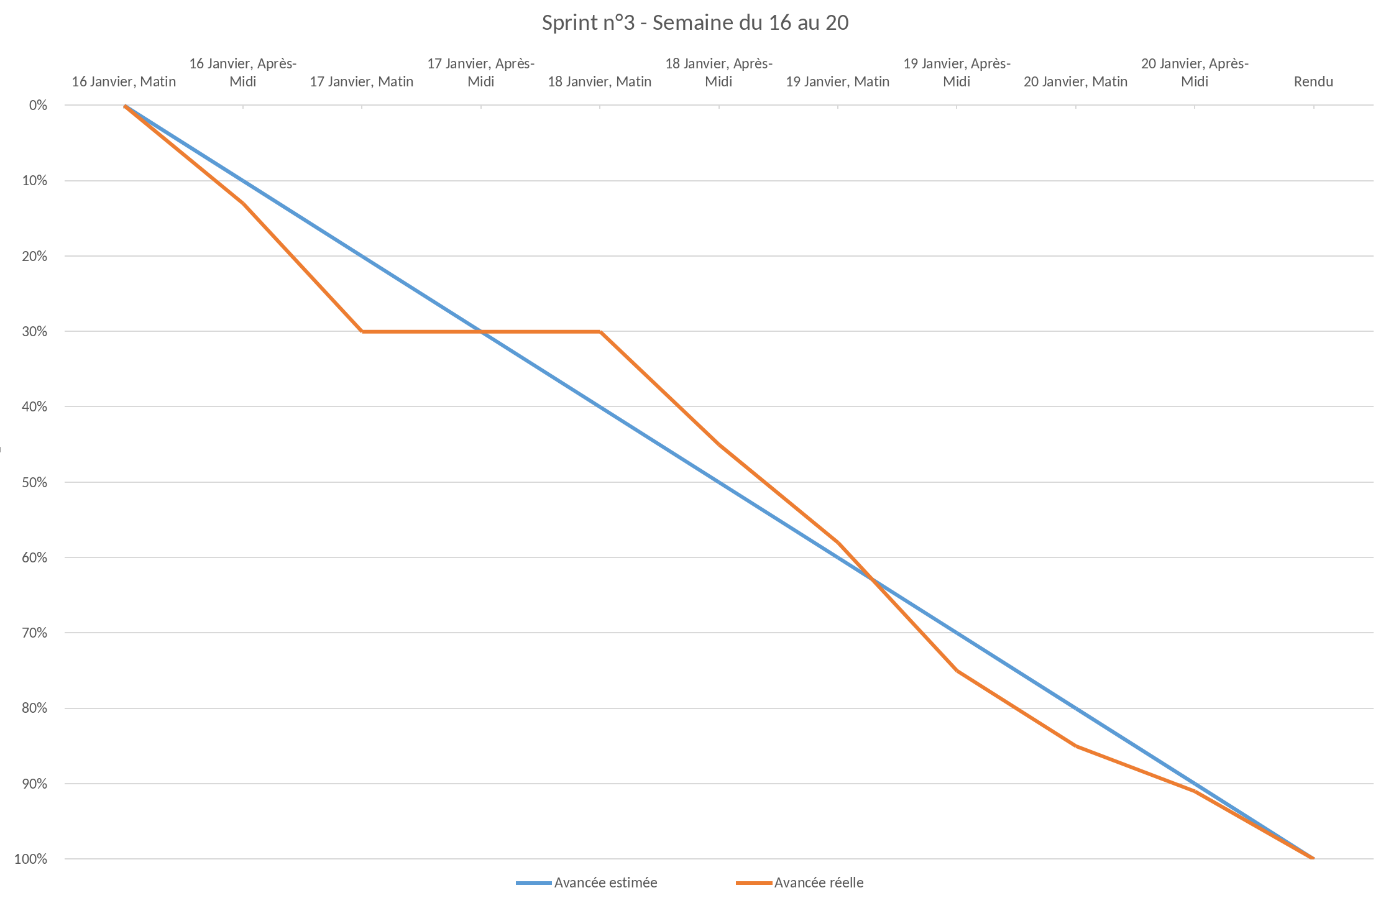 Sprint n°3 - Semaine du 16 au 20
16 Janvier, Matin
16 Janvier, Après-
Midi
17 Janvier, Matin
17 Janvier, Après-
Midi
18 Janvier, Matin
18 Janvier, Après-
Midi
19 Janvier, Matin
19 Janvier, Après-
Midi
20 Janvier, Matin
20 Janvier, Après-
Midi
Rendu
0%
10%
20%
30%
40%
50%
60%
70%
80%
90%
100%
Avancée estimée
Avancée réelle